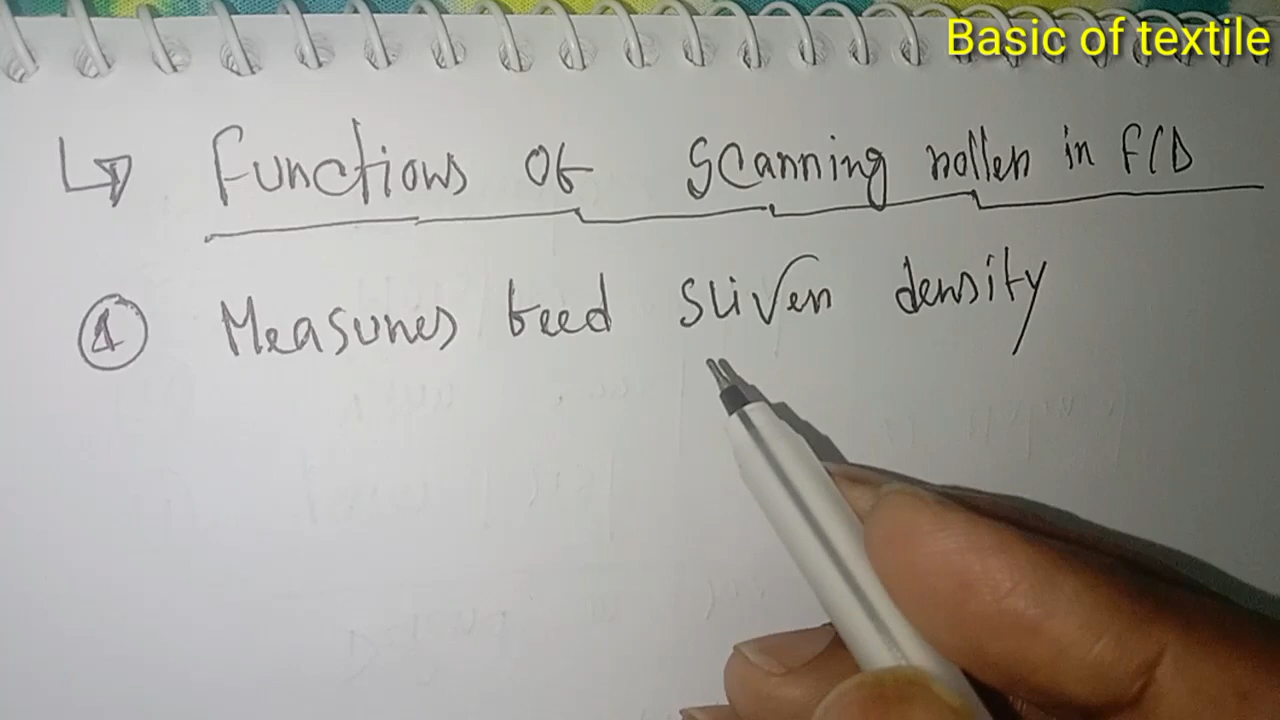 Basic of textile
↳ Functions of Scanning roller in F/D
① Measures feed sliver density